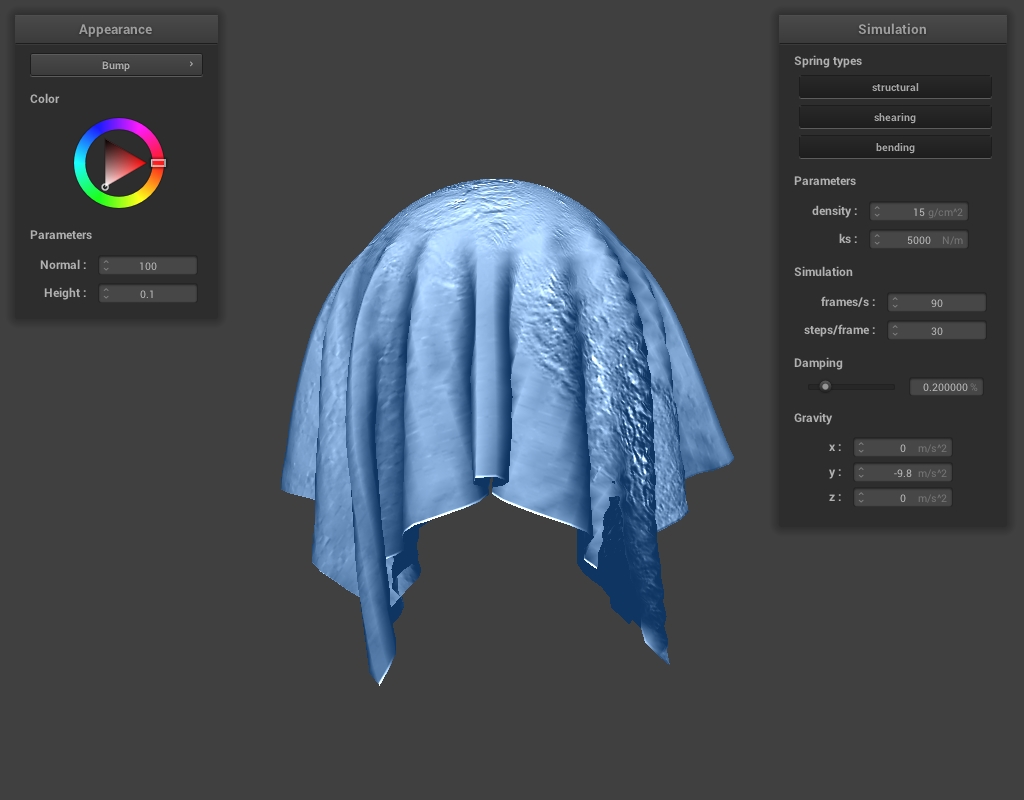 Appearance
Bump ›
Color
Parameters
Normal : 100
Height : 0.1
Simulation
Spring types
structural
shearing
bending
Parameters
density : 15 g/cm^2
ks : 5000 N/m
Simulation
frames/s : 90
steps/frame : 30
Damping
0.200000 %
Gravity
x : 0 m/s^2
y : -9.8 m/s^2
z : 0 m/s^2